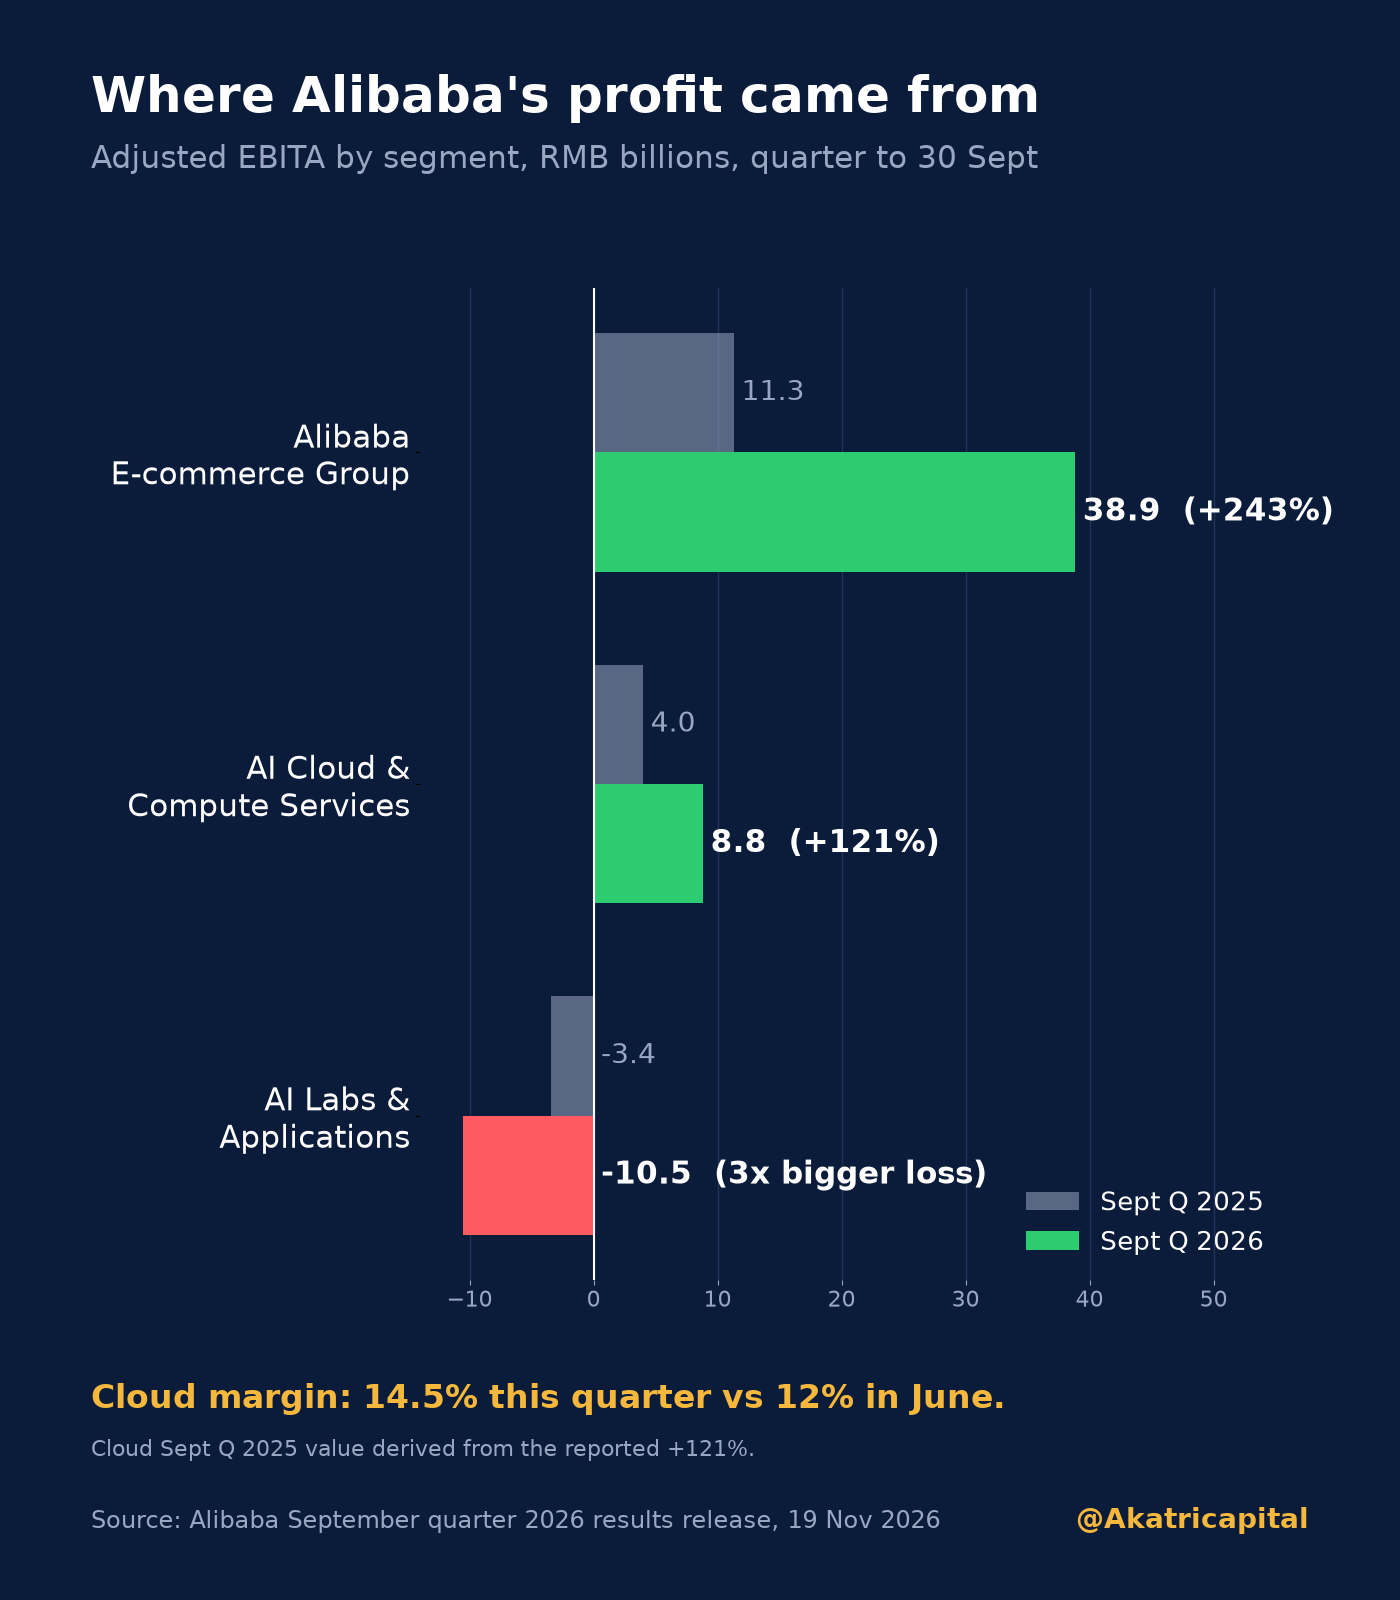 Where Alibaba's profit came from
Adjusted EBITA by segment, RMB billions, quarter to 30 Sept
Alibaba
E-commerce Group
11.3
38.9 (+243%)
AI Cloud &
Compute Services
4.0
8.8 (+121%)
AI Labs &
Applications
-3.4
-10.5 (3x bigger loss)
Sept Q 2025
Sept Q 2026
−10 0 10 20 30 40 50
Cloud margin: 14.5% this quarter vs 12% in June.
Cloud Sept Q 2025 value derived from the reported +121%.
Source: Alibaba September quarter 2026 results release, 19 Nov 2026
@Akatricapital